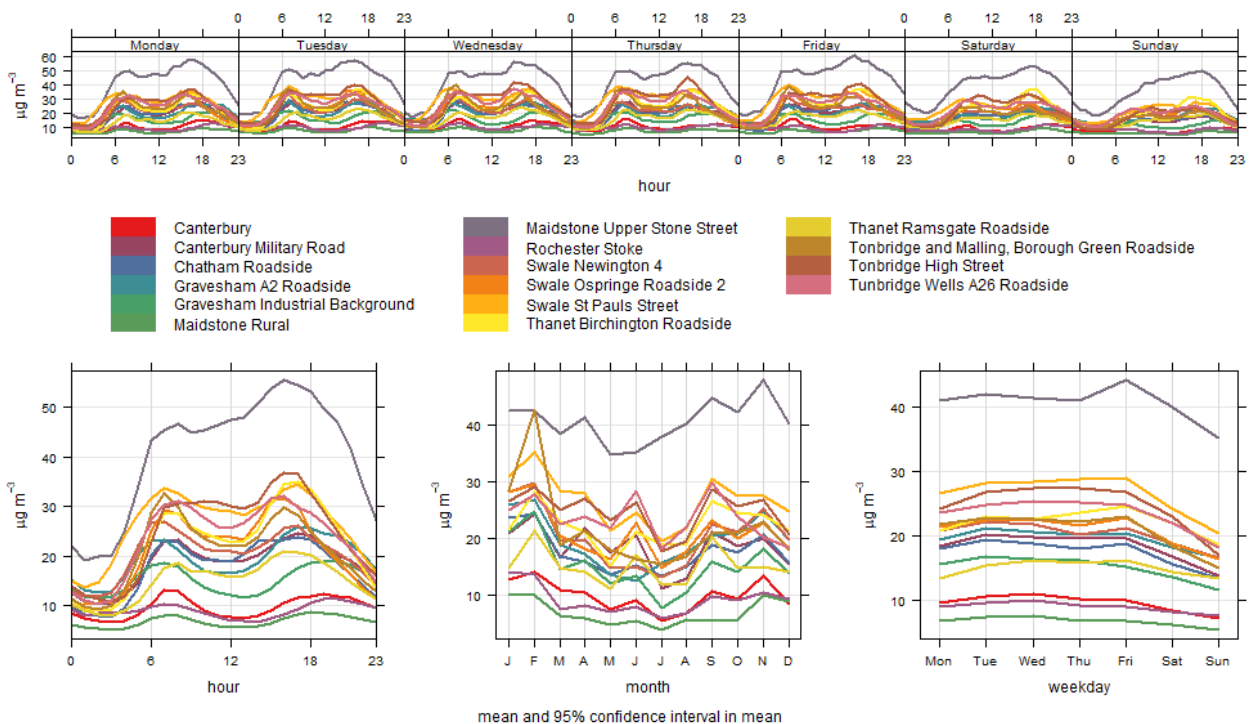 0 6 12 18 23 0 6 12 18 23 0 6 12 18 23
Monday Tuesday Wednesday Thursday Friday Saturday Sunday
60
50
40
30
20
10
µg m⁻³
0 6 12 18 23 0 6 12 18 23 0 6 12 18 23 0 6 12 18 23
hour
Canterbury
Canterbury Military Road
Chatham Roadside
Gravesham A2 Roadside
Gravesham Industrial Background
Maidstone Rural
Maidstone Upper Stone Street
Rochester Stoke
Swale Newington 4
Swale Ospringe Roadside 2
Swale St Pauls Street
Thanet Birchington Roadside
Thanet Ramsgate Roadside
Tonbridge and Malling, Borough Green Roadside
Tonbridge High Street
Tunbridge Wells A26 Roadside
50
40
30
20
10
µg m⁻³
0 6 12 18 23
hour
40
30
20
10
µg m⁻³
J F M A M J J A S O N D
month
40
30
20
10
µg m⁻³
Mon Tue Wed Thu Fri Sat Sun
weekday
mean and 95% confidence interval in mean